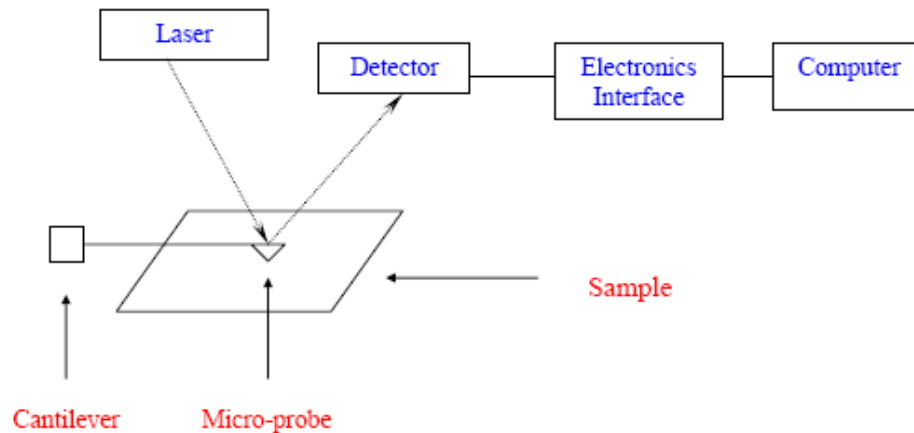 Laser
Detector
Electronics
Interface
Computer
Sample
Cantilever
Micro-probe